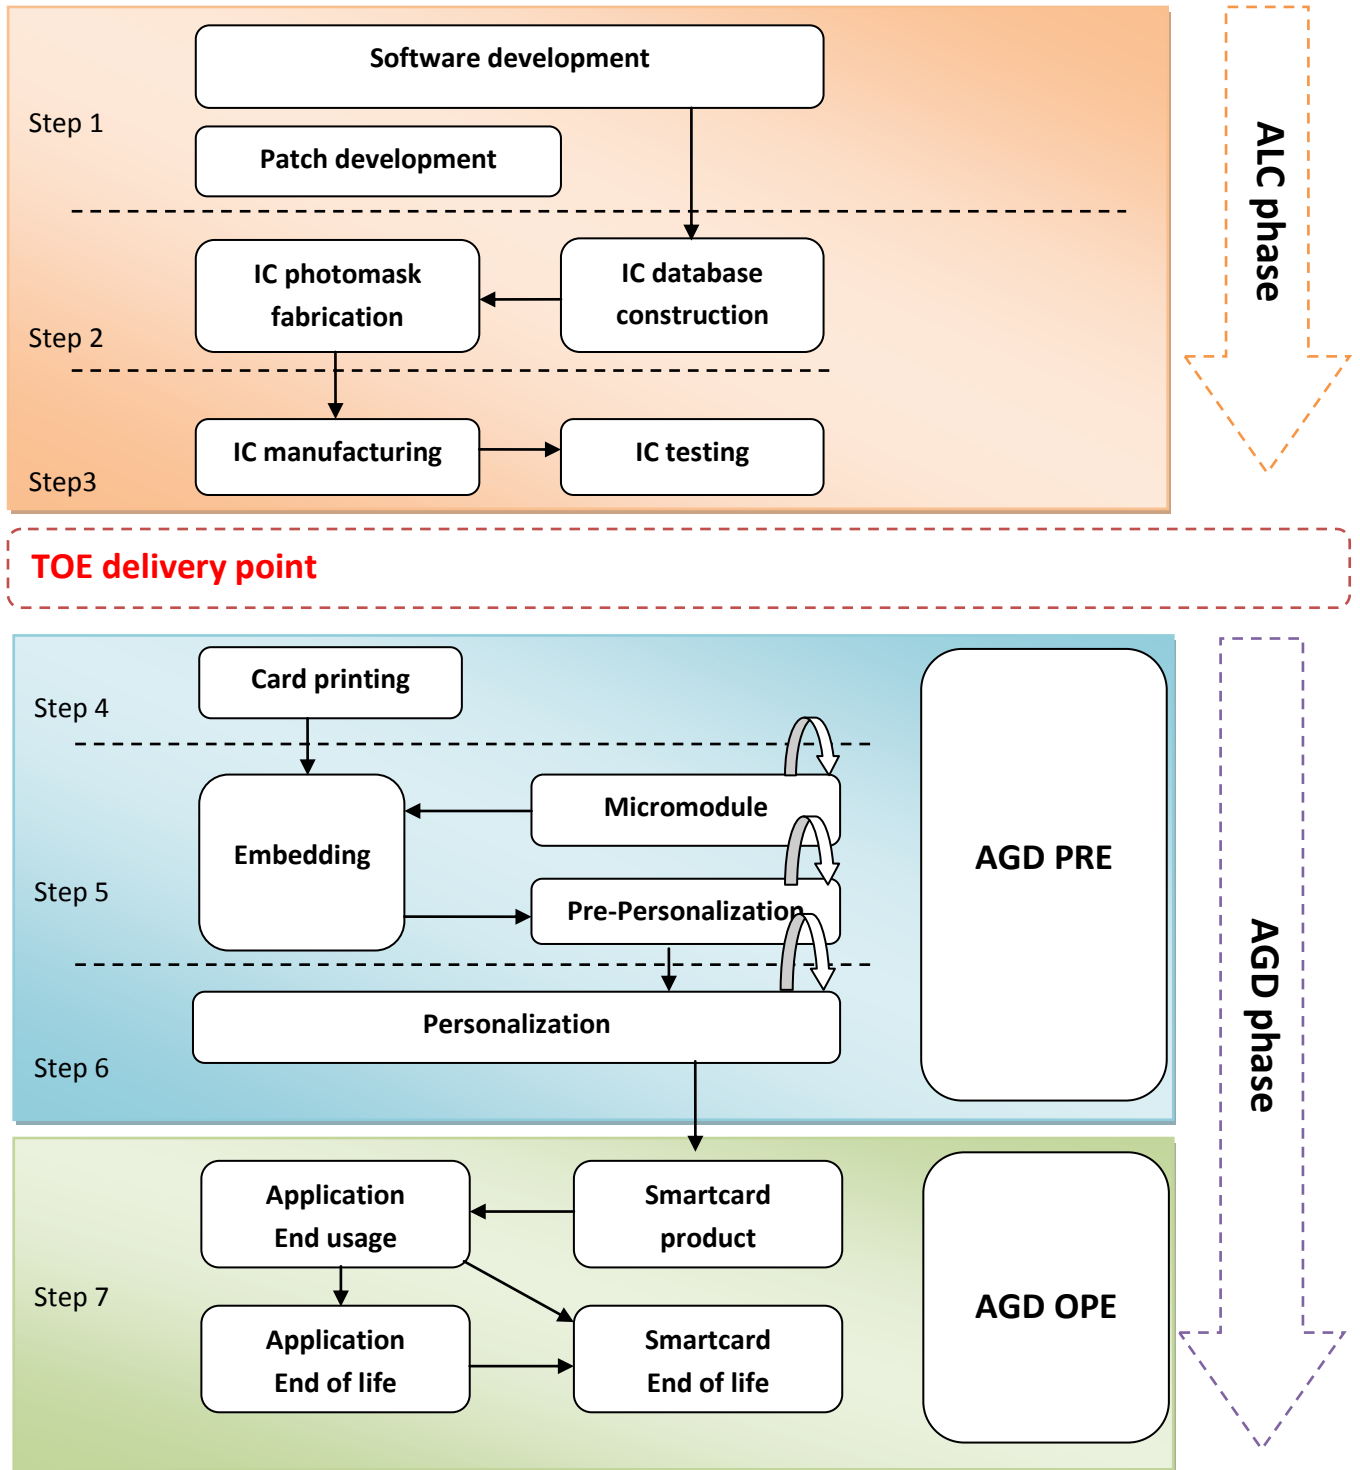 Software development
Step 1
Patch development
ALC phase
IC photomask
fabrication
IC database
construction
Step 2
IC manufacturing
IC testing
Step3
TOE delivery point
Card printing
Step 4
Micromodule
Embedding
AGD PRE
Step 5
Pre-Personalization
Personalization
Step 6
AGD phase
Application
End usage
Smartcard
product
Step 7
AGD OPE
Application
End of life
Smartcard
End of life